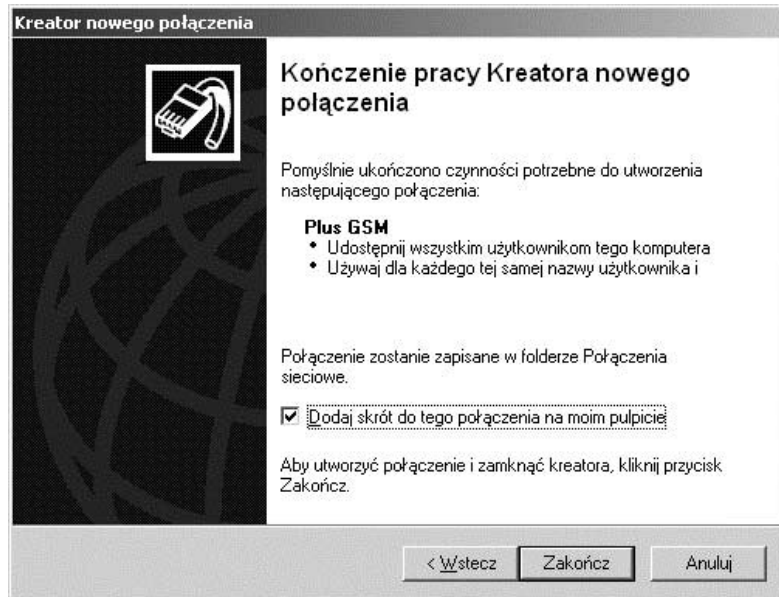 Kreator nowego połączenia
Kończenie pracy Kreatora nowego
połączenia
Pomyślnie ukończono czynności potrzebne do utworzenia
następującego połączenia:
Plus GSM
• Udostępnij wszystkim użytkownikom tego komputera
• Używaj dla każdego tej samej nazwy użytkownika i
Połączenie zostanie zapisane w folderze Połączenia
sieciowe.
Dodaj skrót do tego połączenia na moim pulpicie
Aby utworzyć połączenie i zamknąć kreatora, kliknij przycisk
Zakończ.
< Wstecz Zakończ Anuluj